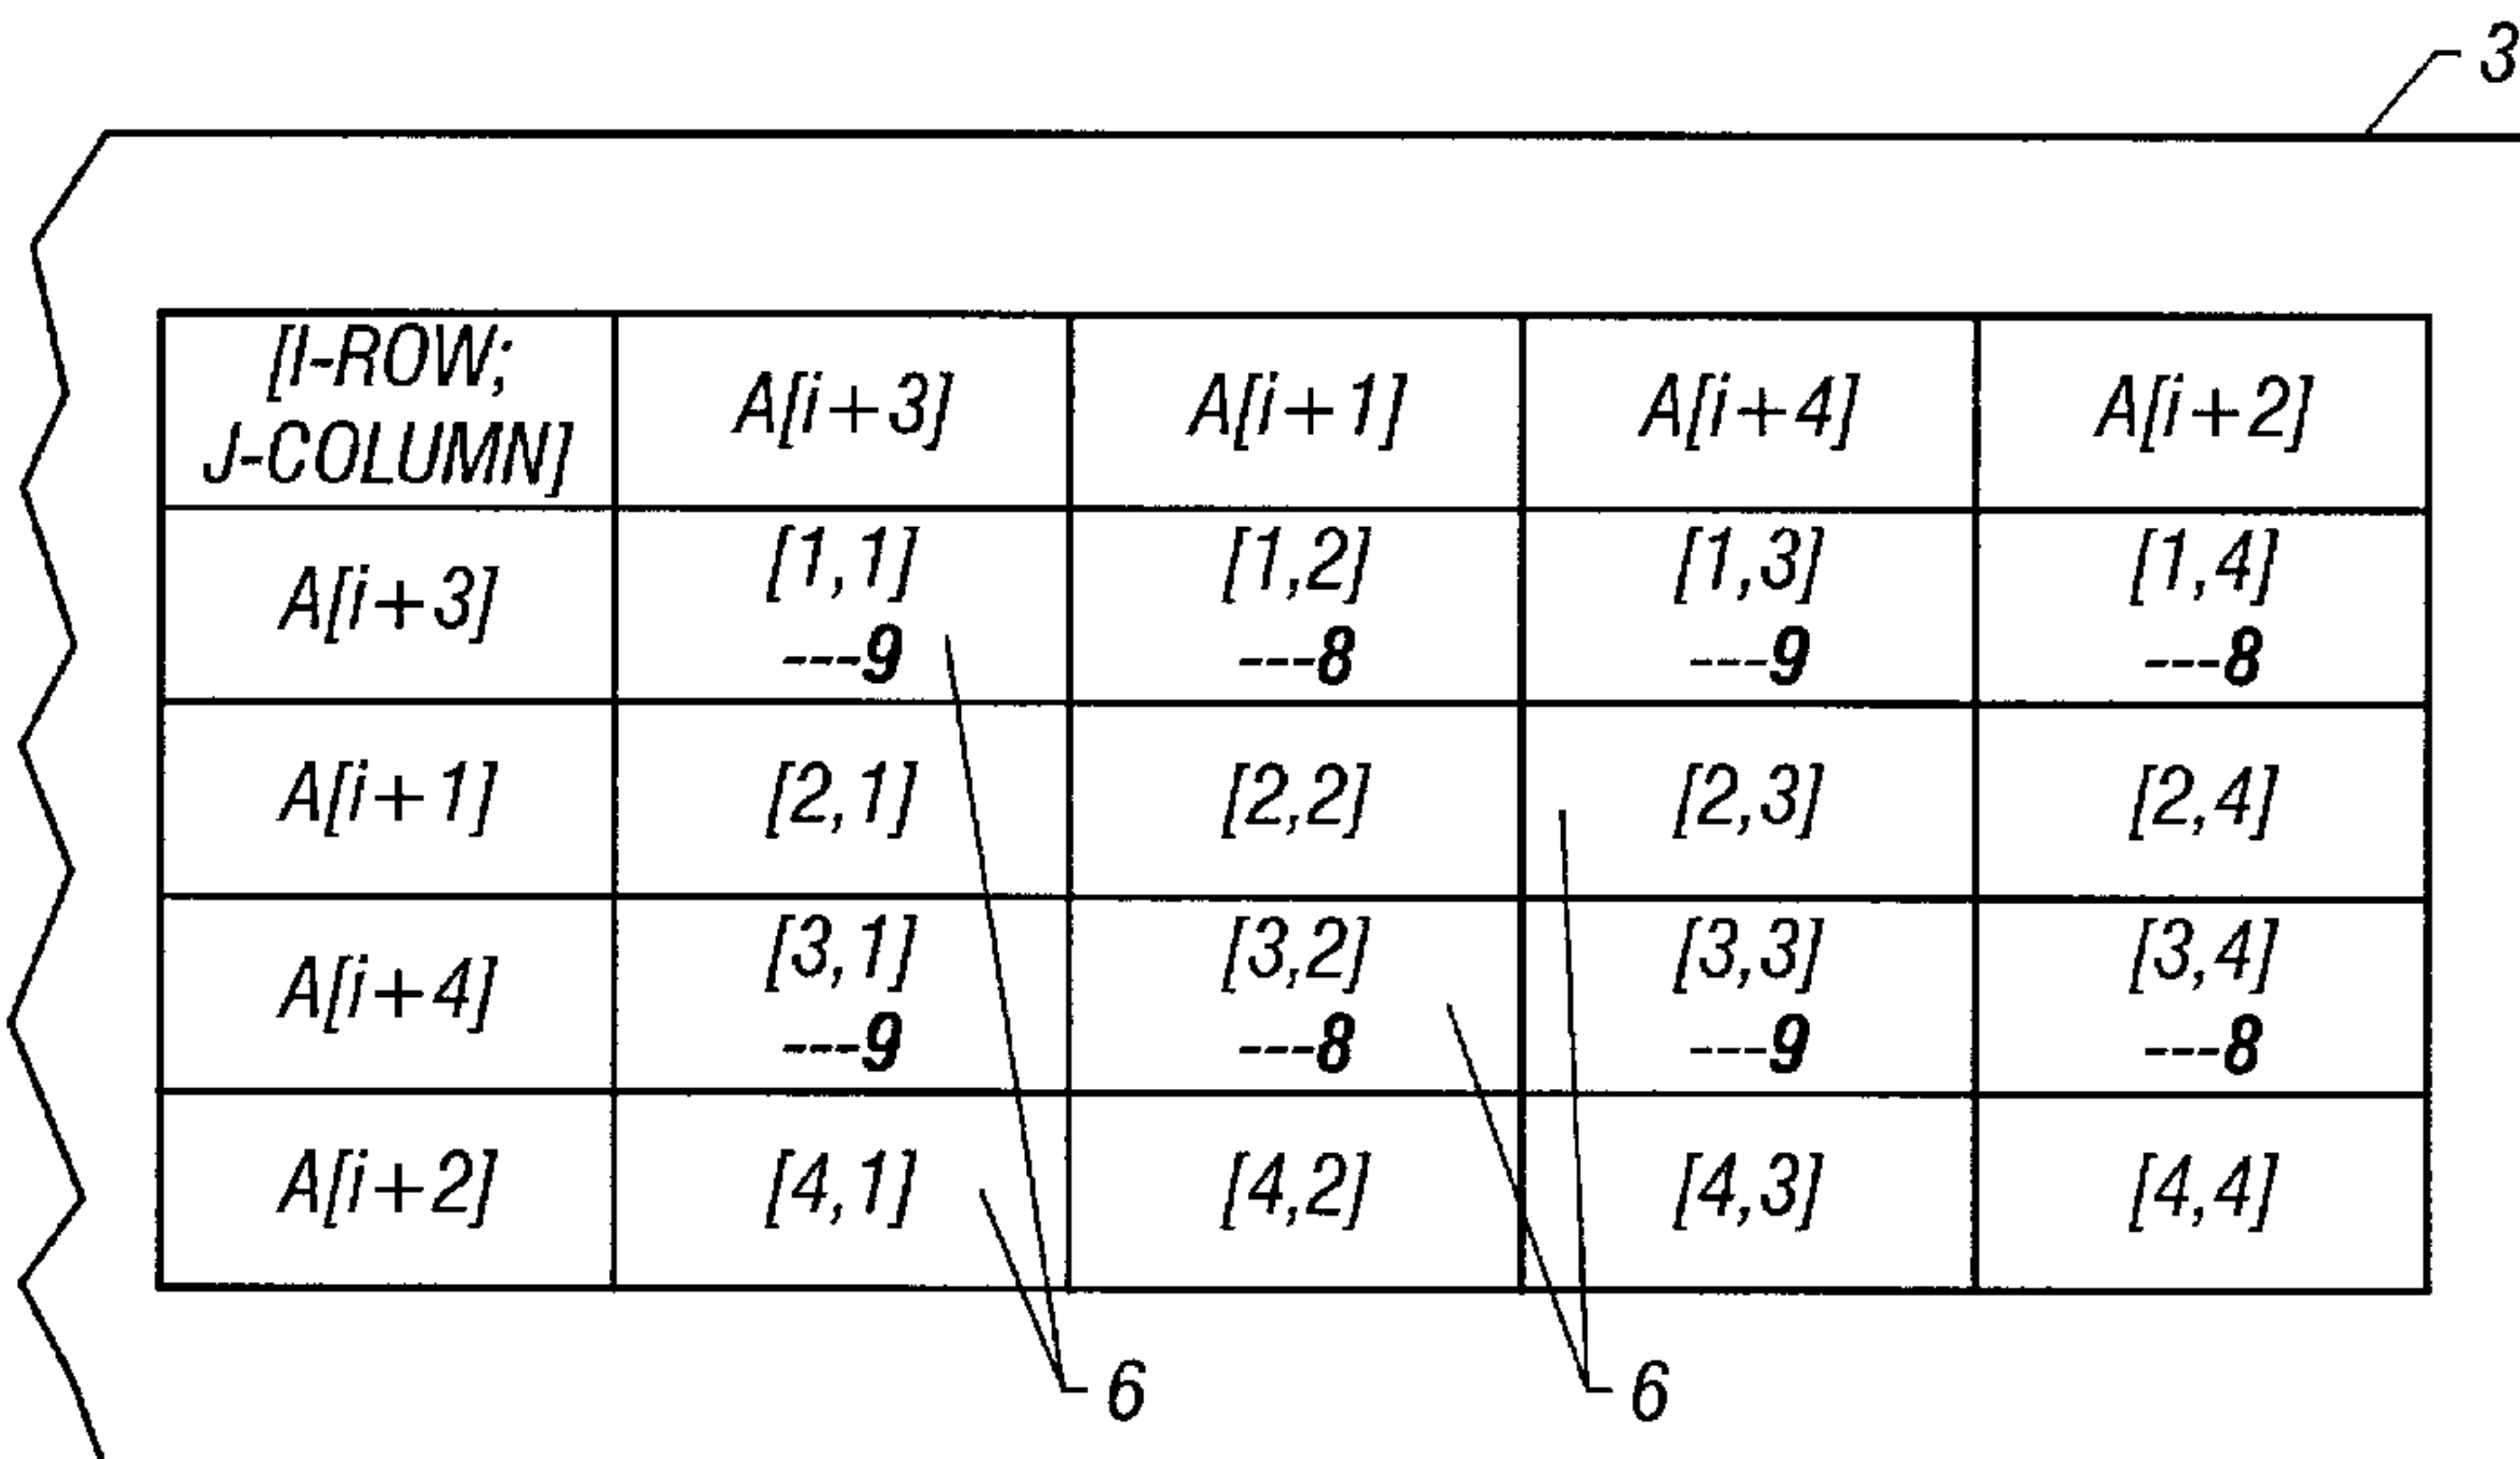 3
[I-ROW;
J-COLUMN]
A[i+3]
A[i+1]
A[i+4]
A[i+2]
A[i+3]
[1,1]
---9
[1,2]
---8
[1,3]
---9
[1,4]
---8
A[i+1]
[2,1]
[2,2]
[2,3]
[2,4]
A[i+4]
[3,1]
---9
[3,2]
---8
[3,3]
---9
[3,4]
---8
A[i+2]
[4,1]
[4,2]
[4,3]
[4,4]
6
6